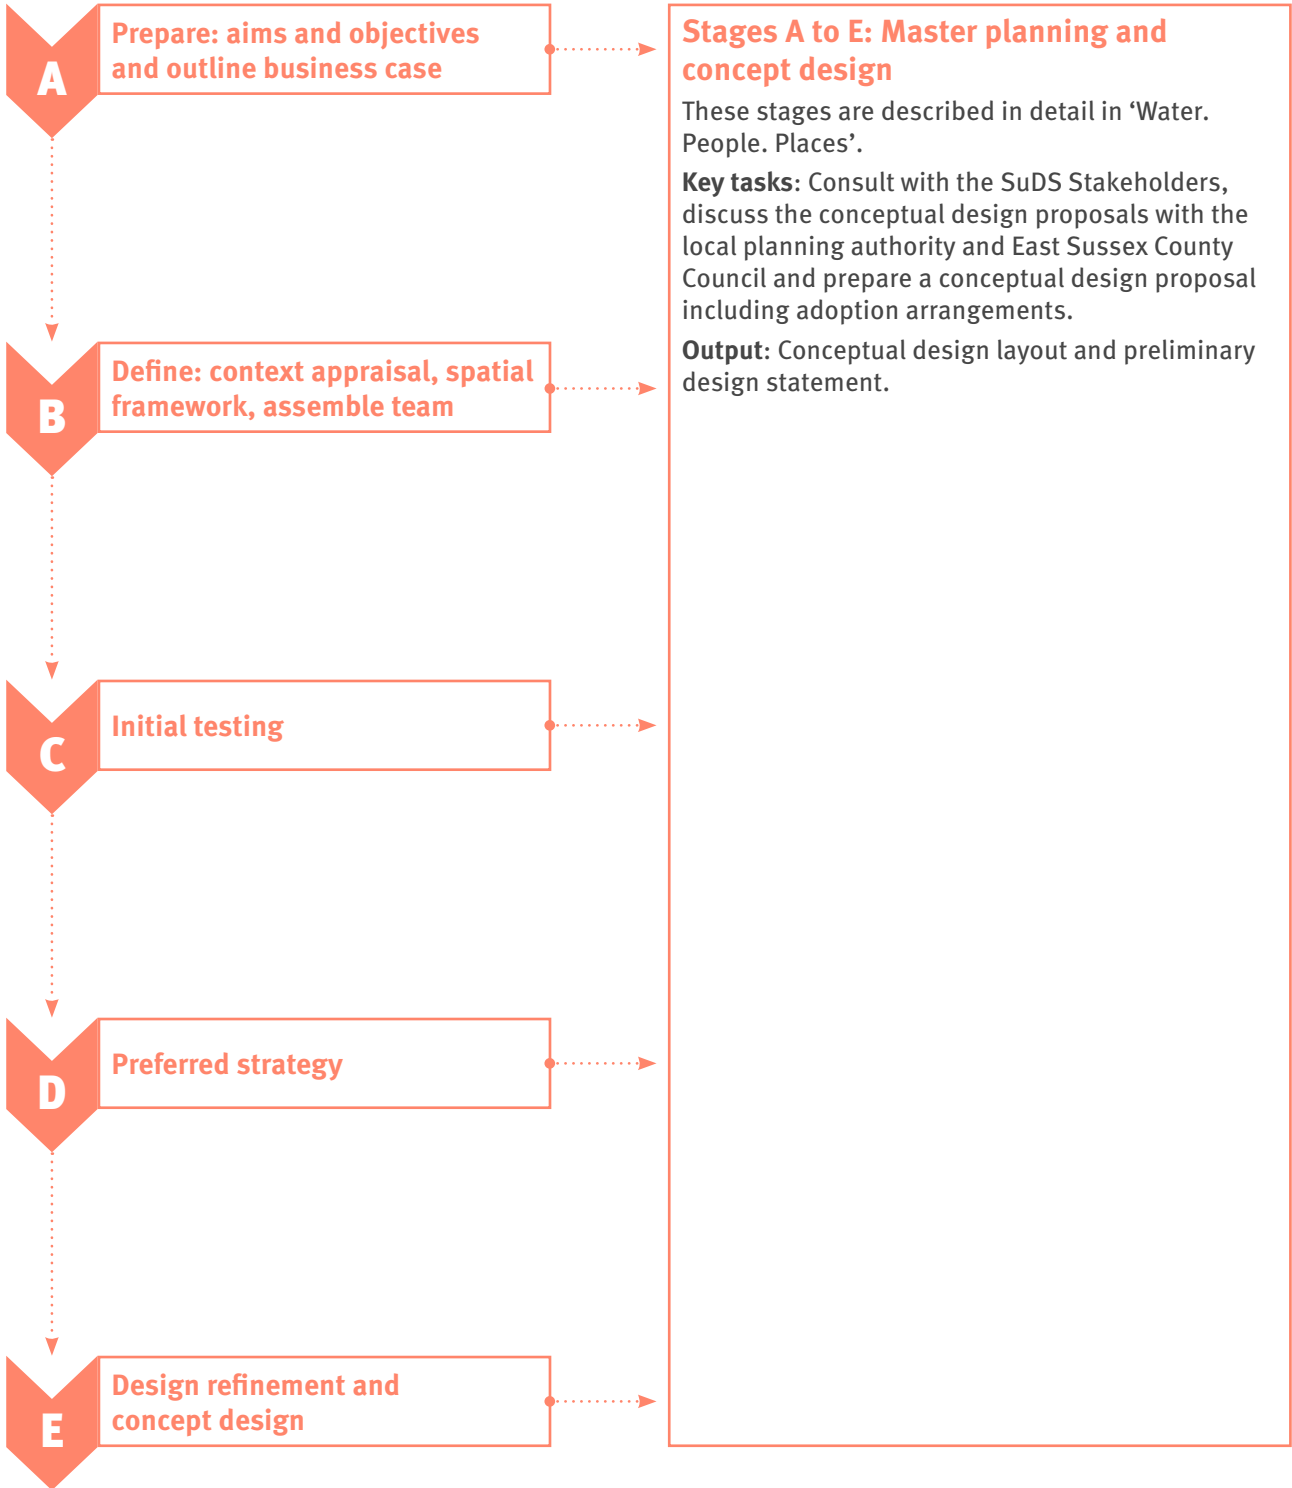 A
Prepare: aims and objectives
and outline business case
B
Define: context appraisal, spatial
framework, assemble team
C
Initial testing
D
Preferred strategy
E
Design refinement and
concept design
Stages A to E: Master planning and
concept design
These stages are described in detail in ‘Water.
People. Places’.
Key tasks: Consult with the SuDS Stakeholders,
discuss the conceptual design proposals with the
local planning authority and East Sussex County
Council and prepare a conceptual design proposal
including adoption arrangements.
Output: Conceptual design layout and preliminary
design statement.